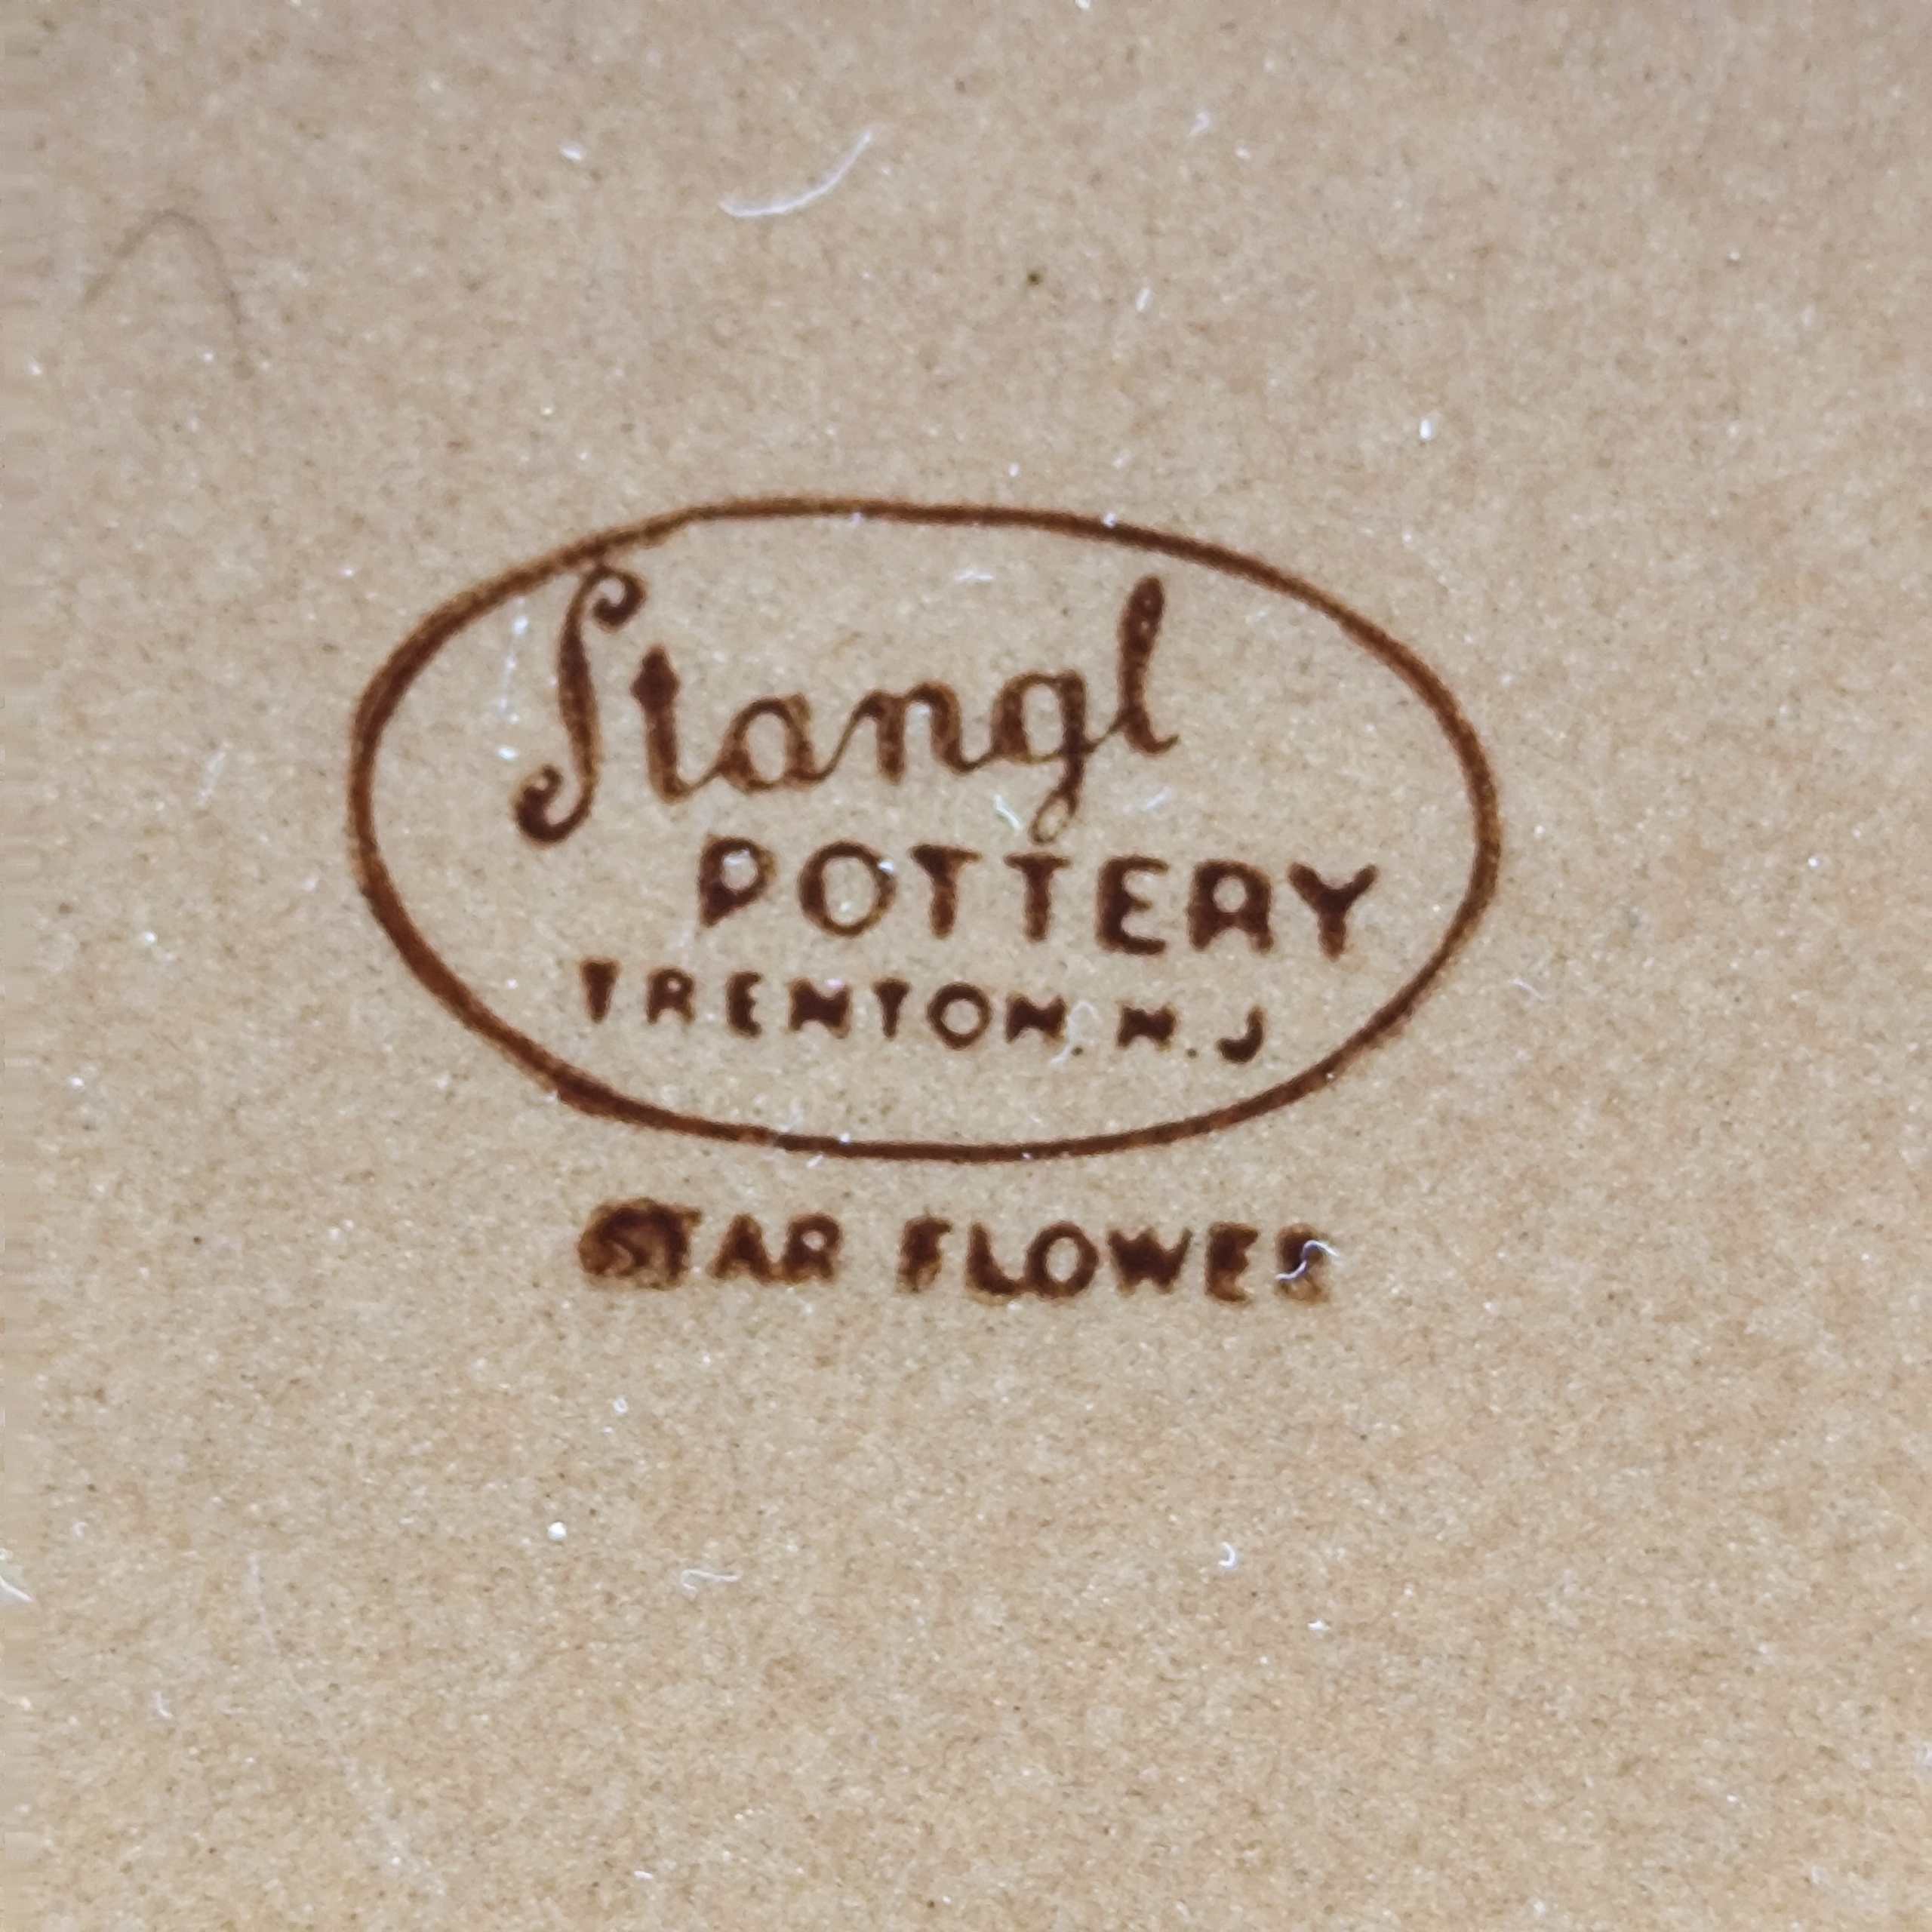 Stangl
POTTERY
TRENTON. N. J
STAR FLOWER